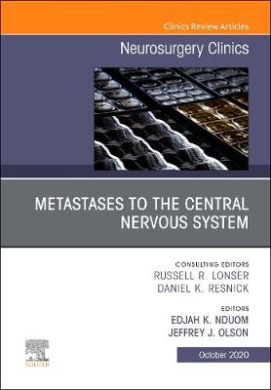 Clinics Review Articles
Neurosurgery Clinics
METASTASES TO THE CENTRAL
NERVOUS SYSTEM
CONSULTING EDITORS
RUSSELL R. LONSER
DANIEL K. RESNICK
EDITORS
EDJAH K. NDUOM
JEFFREY J. OLSON
ELSEVIER
October 2020